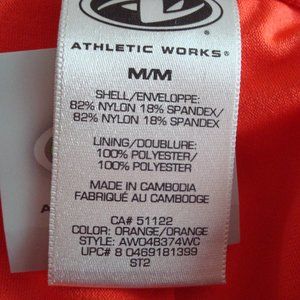 ATHLETIC WORKS®
M/M
SHELL/ENVELOPPE:
82% NYLON 18% SPANDEX/
82% NYLON 18% SPANDEX
LINING/DOUBLURE:
100% POLYESTER/
100% POLYESTER
MADE IN CAMBODIA
FABRIQUÉ AU CAMBODGE
CA# 51122
COLOR: ORANGE/ORANGE
STYLE: AW04B374WC
UPC# 8 0469181399
ST2
A